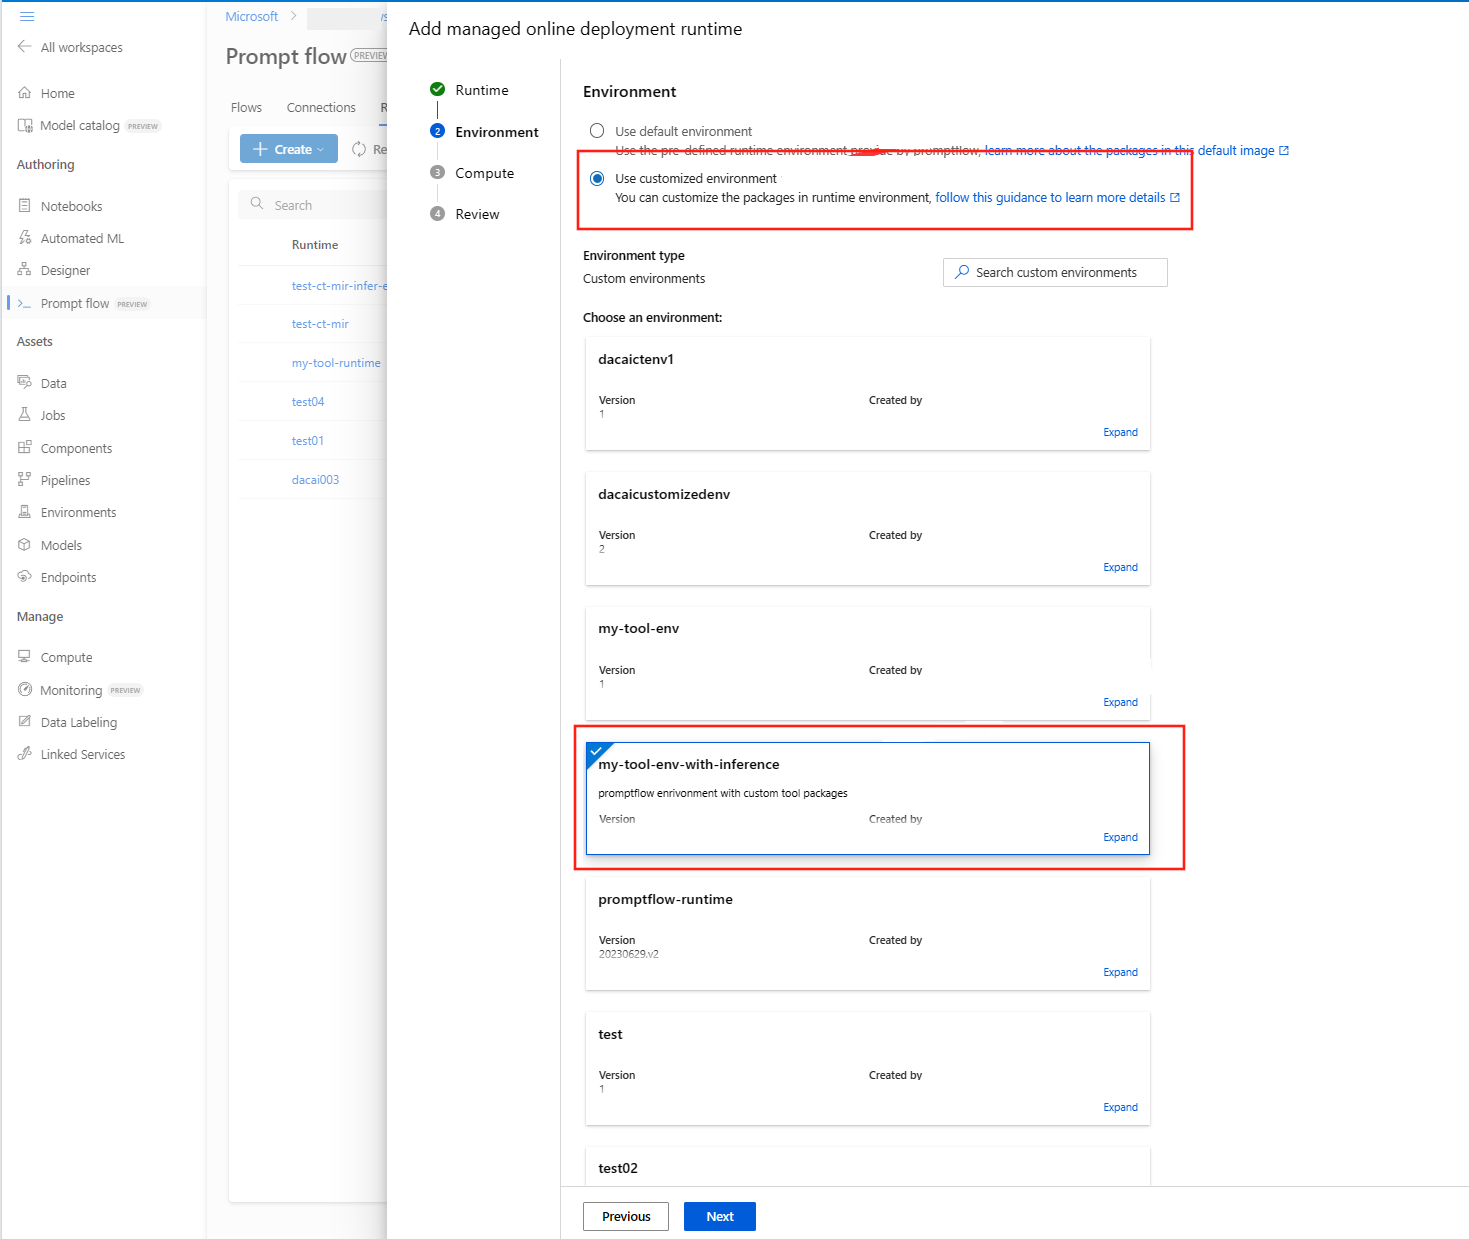 All workspaces
Home
Model catalog PREVIEW
Authoring
Notebooks
Automated ML
Designer
Prompt flow PREVIEW
Assets
Data
Jobs
Components
Pipelines
Environments
Models
Endpoints
Manage
Compute
Monitoring PREVIEW
Data Labeling
Linked Services
Microsoft
Prompt flow PREVIEW
Flows Connections
Create
Search
Runtime
test-ct-mir-infer-e
test-ct-mir
my-tool-runtime
test04
test01
dacai003
Add managed online deployment runtime
Runtime
2 Environment
3 Compute
4 Review
Environment
Use default environment
Use the pre-defined runtime environment provide by promptflow, learn more about the packages in this default image
Use customized environment
You can customize the packages in runtime environment, follow this guidance to learn more details
Environment type
Custom environments
Search custom environments
Choose an environment:
dacaictenv1
Version Created by
1
Expand
dacaicustomizedenv
Version Created by
2
Expand
my-tool-env
Version Created by
1
Expand
my-tool-env-with-inference
promptflow enrivonment with custom tool packages
Version Created by
Expand
promptflow-runtime
Version Created by
20230629.v2
Expand
test
Version Created by
1
Expand
test02
Previous Next